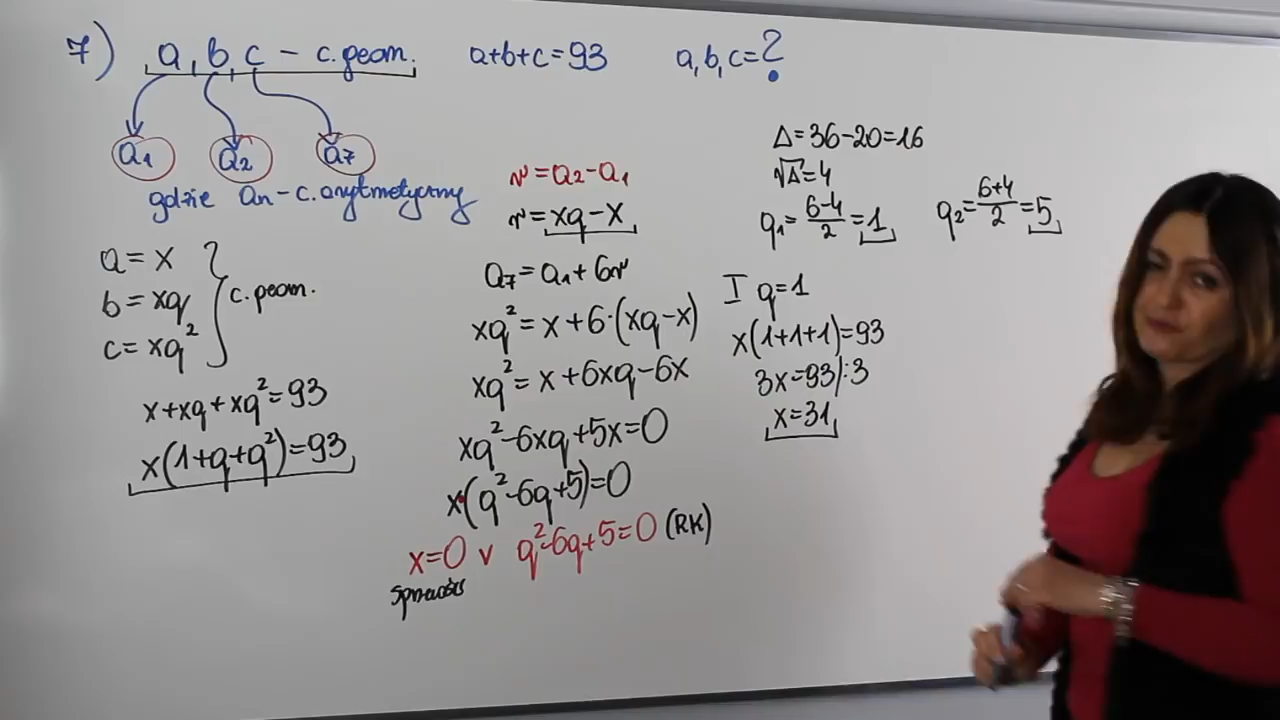 7) a, b, c – c. geom. a+b+c=93 a,b,c=?
a₁ a₂ a₇
gdzie an – c. arytmetyczny
a = x
b = xq
c = xq²
c. geom.
x+xq+xq²=93
x(1+q+q²)=93
r=a₂-a₁
r=xq-x
a₇=a₁+6r
xq²=x+6·(xq-x)
xq²=x+6xq-6x
xq²-6xq+5x=0
x·(q²-6q+5)=0
x=0 v q²-6q+5=0 (RK)
Δ=36-20=16
√Δ=4
q₁=\frac{6-4}{2}=1 q₂=\frac{6+4}{2}=5
I q=1
x(1+1+1)=93
3x=93/:3
x=31